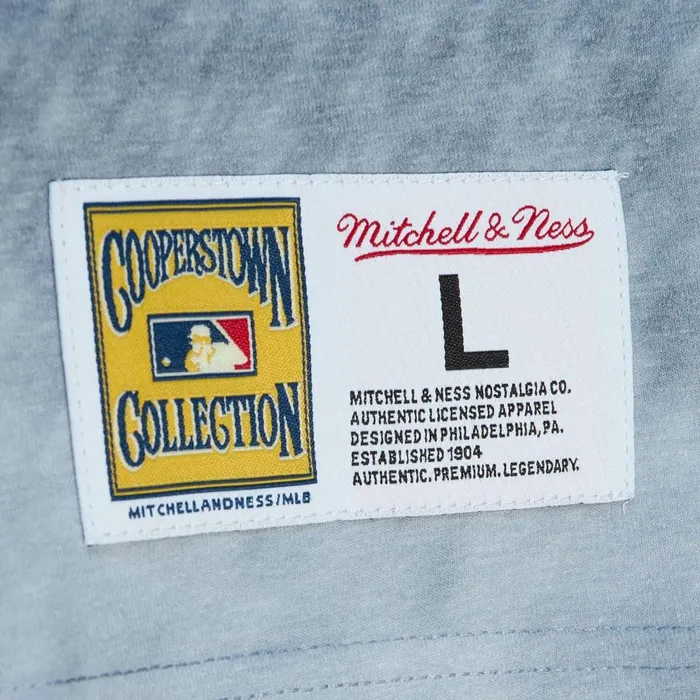 COOPERSTOWN
COLLECTION
MITCHELLANDNESS/MLB
Mitchell & Ness
L
MITCHELL & NESS NOSTALGIA CO.
AUTHENTIC LICENSED APPAREL
DESIGNED IN PHILADELPHIA, PA.
ESTABLISHED 1904
AUTHENTIC. PREMIUM. LEGENDARY.